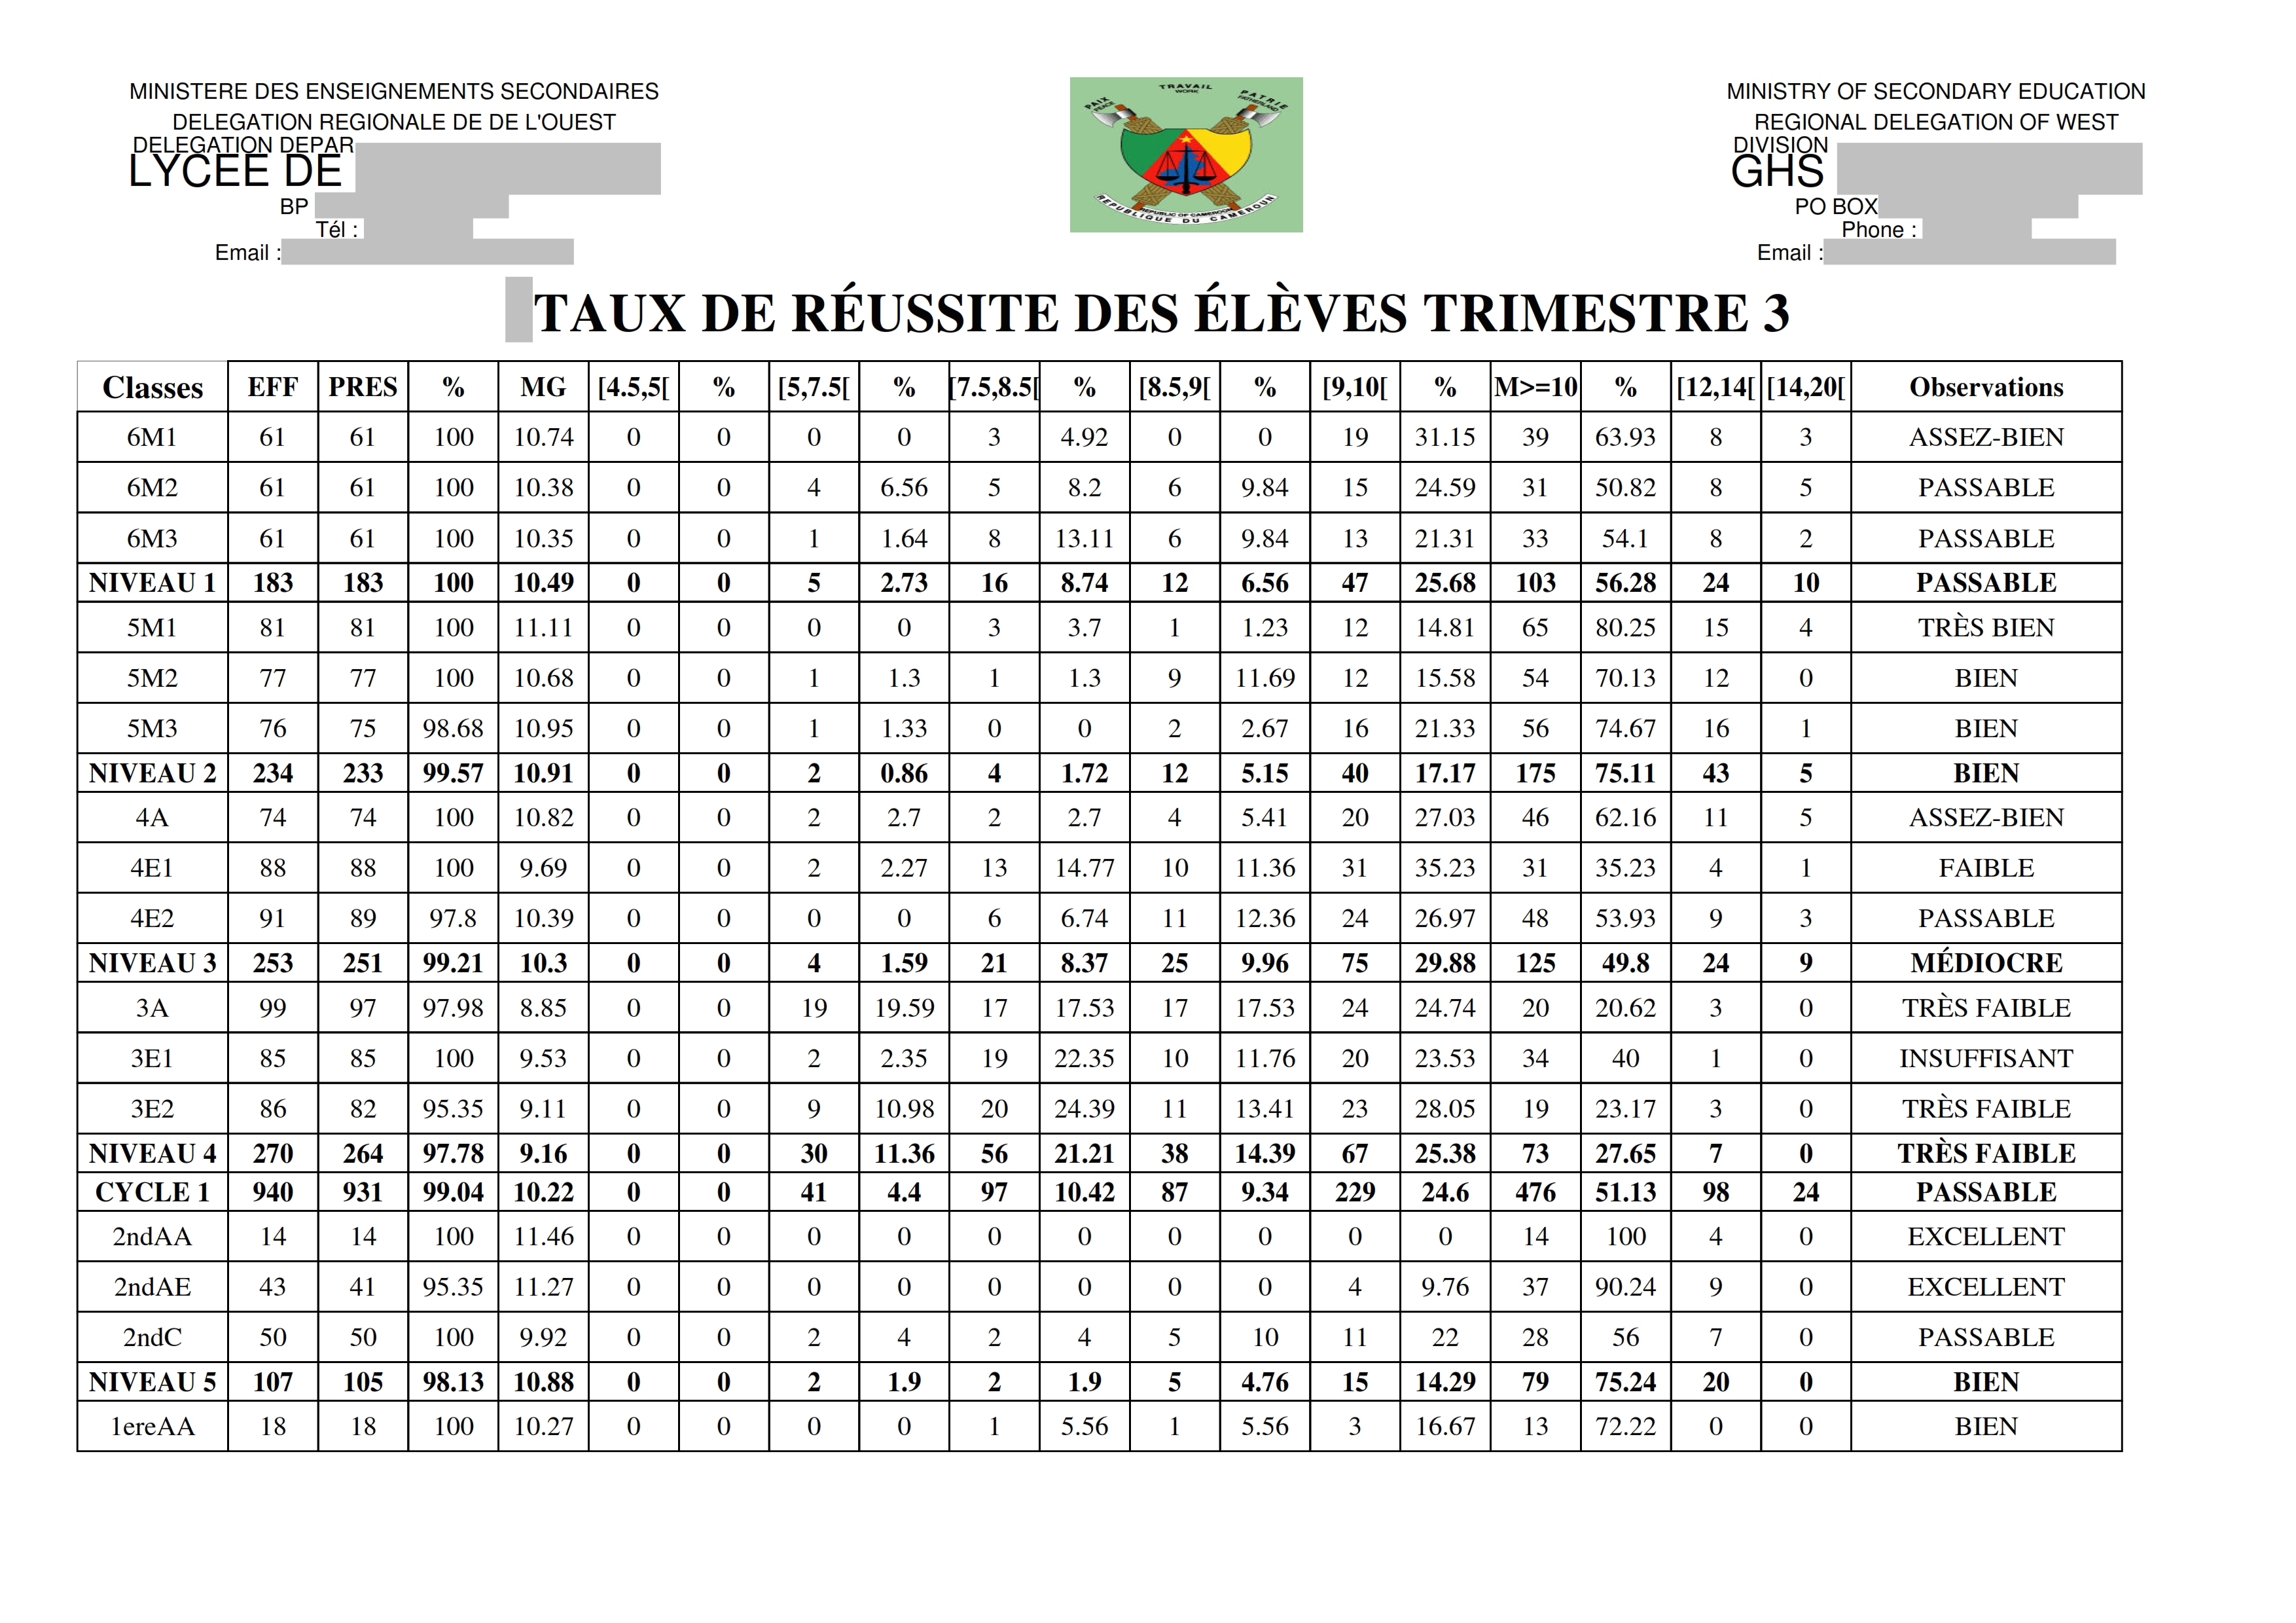 MINISTERE DES ENSEIGNEMENTS SECONDAIRES
DELEGATION REGIONALE DE DE L'OUEST
DELEGATION DEPAR
LYCEE DE
BP
Tél :
Email :
PAIX
PEACE
TRAVAIL
WORK
PATRIE
FATHERLAND
REPUBLIC OF CAMEROON
REPUBLIQUE DU CAMEROUN
MINISTRY OF SECONDARY EDUCATION
REGIONAL DELEGATION OF WEST
DIVISION
GHS
PO BOX
Phone :
Email :
TAUX DE RÉUSSITE DES ÉLÈVES TRIMESTRE 3
Classes EFF PRES % MG [4.5,5[ % [5,7.5[ % [7.5,8.5[ % [8.5,9[ % [9,10[ % M>=10 % [12,14[ [14,20[ Observations
6M1 61 61 100 10.74 0 0 0 0 3 4.92 0 0 19 31.15 39 63.93 8 3 ASSEZ-BIEN
6M2 61 61 100 10.38 0 0 4 6.56 5 8.2 6 9.84 15 24.59 31 50.82 8 5 PASSABLE
6M3 61 61 100 10.35 0 0 1 1.64 8 13.11 6 9.84 13 21.31 33 54.1 8 2 PASSABLE
NIVEAU 1 183 183 100 10.49 0 0 5 2.73 16 8.74 12 6.56 47 25.68 103 56.28 24 10 PASSABLE
5M1 81 81 100 11.11 0 0 0 0 3 3.7 1 1.23 12 14.81 65 80.25 15 4 TRÈS BIEN
5M2 77 77 100 10.68 0 0 1 1.3 1 1.3 9 11.69 12 15.58 54 70.13 12 0 BIEN
5M3 76 75 98.68 10.95 0 0 1 1.33 0 0 2 2.67 16 21.33 56 74.67 16 1 BIEN
NIVEAU 2 234 233 99.57 10.91 0 0 2 0.86 4 1.72 12 5.15 40 17.17 175 75.11 43 5 BIEN
4A 74 74 100 10.82 0 0 2 2.7 2 2.7 4 5.41 20 27.03 46 62.16 11 5 ASSEZ-BIEN
4E1 88 88 100 9.69 0 0 2 2.27 13 14.77 10 11.36 31 35.23 31 35.23 4 1 FAIBLE
4E2 91 89 97.8 10.39 0 0 0 0 6 6.74 11 12.36 24 26.97 48 53.93 9 3 PASSABLE
NIVEAU 3 253 251 99.21 10.3 0 0 4 1.59 21 8.37 25 9.96 75 29.88 125 49.8 24 9 MÉDIOCRE
3A 99 97 97.98 8.85 0 0 19 19.59 17 17.53 17 17.53 24 24.74 20 20.62 3 0 TRÈS FAIBLE
3E1 85 85 100 9.53 0 0 2 2.35 19 22.35 10 11.76 20 23.53 34 40 1 0 INSUFFISANT
3E2 86 82 95.35 9.11 0 0 9 10.98 20 24.39 11 13.41 23 28.05 19 23.17 3 0 TRÈS FAIBLE
NIVEAU 4 270 264 97.78 9.16 0 0 30 11.36 56 21.21 38 14.39 67 25.38 73 27.65 7 0 TRÈS FAIBLE
CYCLE 1 940 931 99.04 10.22 0 0 41 4.4 97 10.42 87 9.34 229 24.6 476 51.13 98 24 PASSABLE
2ndAA 14 14 100 11.46 0 0 0 0 0 0 0 0 0 0 14 100 4 0 EXCELLENT
2ndAE 43 41 95.35 11.27 0 0 0 0 0 0 0 0 4 9.76 37 90.24 9 0 EXCELLENT
2ndC 50 50 100 9.92 0 0 2 4 2 4 5 10 11 22 28 56 7 0 PASSABLE
NIVEAU 5 107 105 98.13 10.88 0 0 2 1.9 2 1.9 5 4.76 15 14.29 79 75.24 20 0 BIEN
1ereAA 18 18 100 10.27 0 0 0 0 1 5.56 1 5.56 3 16.67 13 72.22 0 0 BIEN